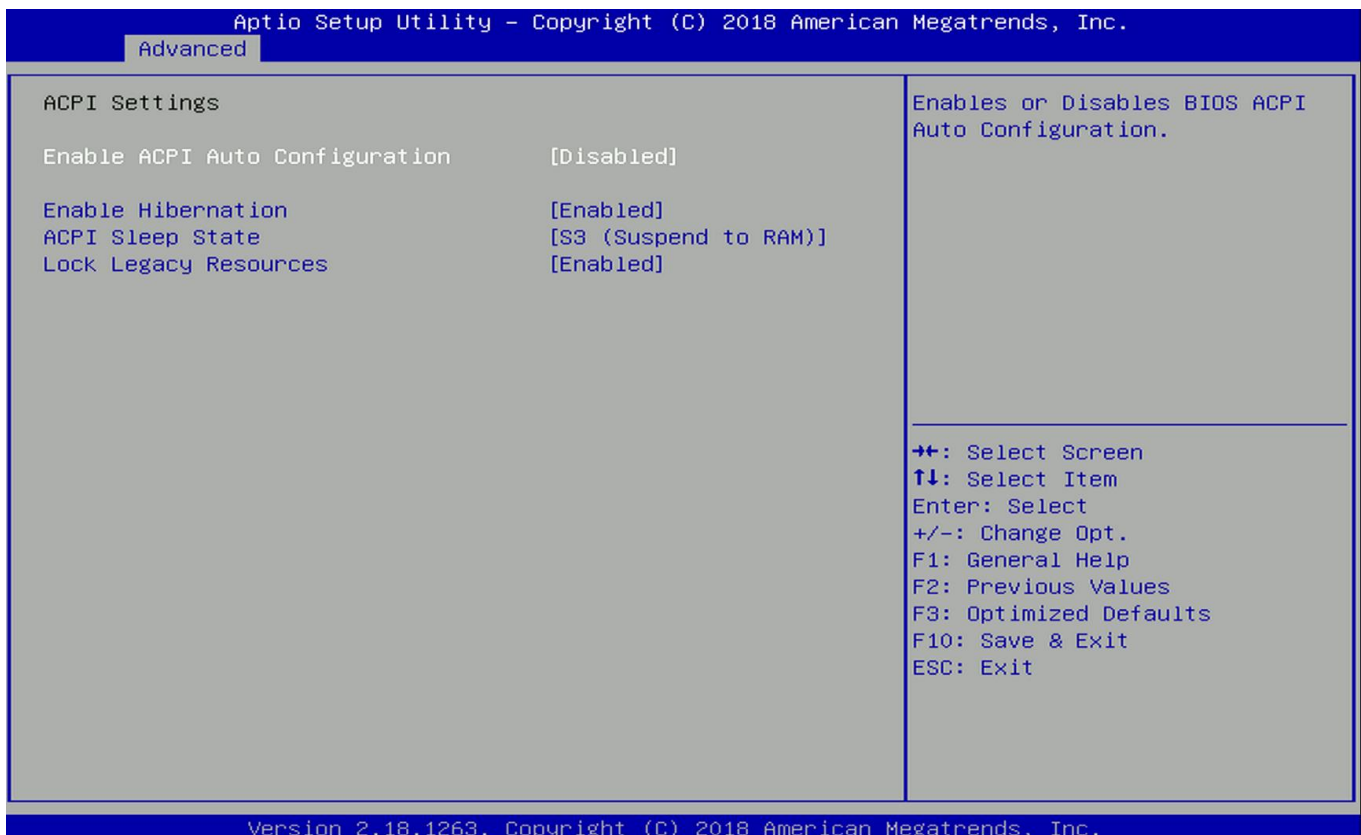 Aptio Setup Utility – Copyright (C) 2018 American Megatrends, Inc.
Advanced
ACPI Settings
Enable ACPI Auto Configuration [Disabled]
Enable Hibernation [Enabled]
ACPI Sleep State [S3 (Suspend to RAM)]
Lock Legacy Resources [Enabled]
Enables or Disables BIOS ACPI
Auto Configuration.
→←: Select Screen
↑↓: Select Item
Enter: Select
+/-: Change Opt.
F1: General Help
F2: Previous Values
F3: Optimized Defaults
F10: Save & Exit
ESC: Exit
Version 2.18.1263. Copyright (C) 2018 American Megatrends, Inc.